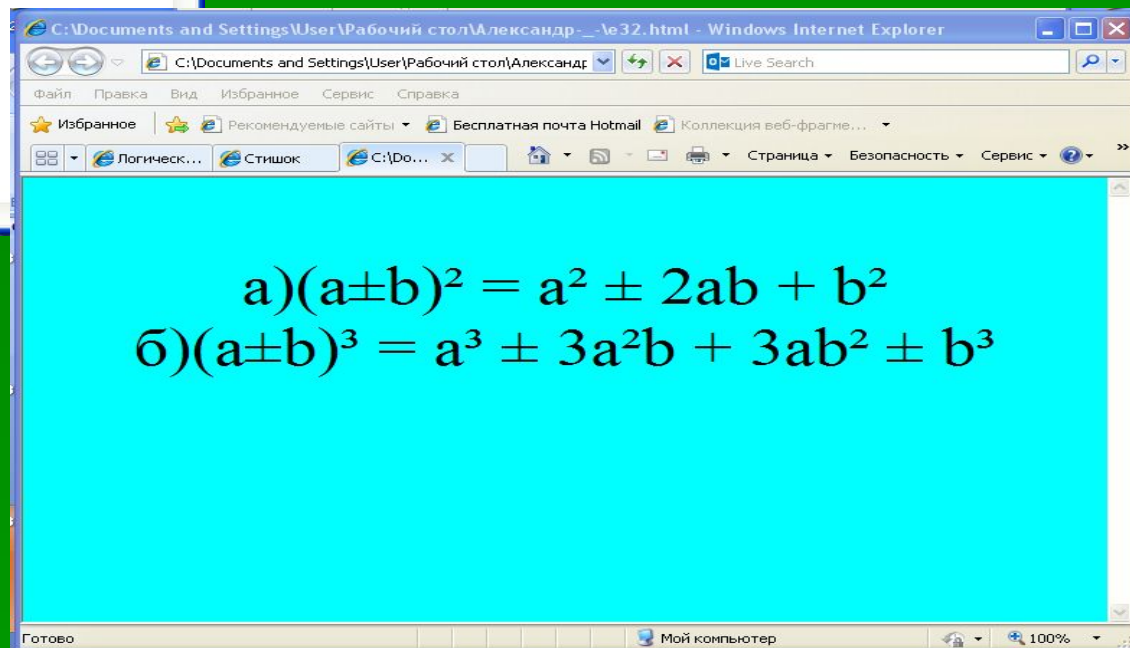 C:\Documents and Settings\User\Рабочий стол\Александр-_-\e32.html - Windows Internet Explorer
C:\Documents and Settings\User\Рабочий стол\Александр Live Search
Файл Правка Вид Избранное Сервис Справка
Избранное Рекомендуемые сайты Бесплатная почта Hotmail Коллекция веб-фрагме...
Логическ... Стишок C:\Do... Страница Безопасность Сервис »
а)(a±b)² = a² ± 2ab + b²
б)(a±b)³ = a³ ± 3a²b + 3ab² ± b³
Готово Мой компьютер 100%